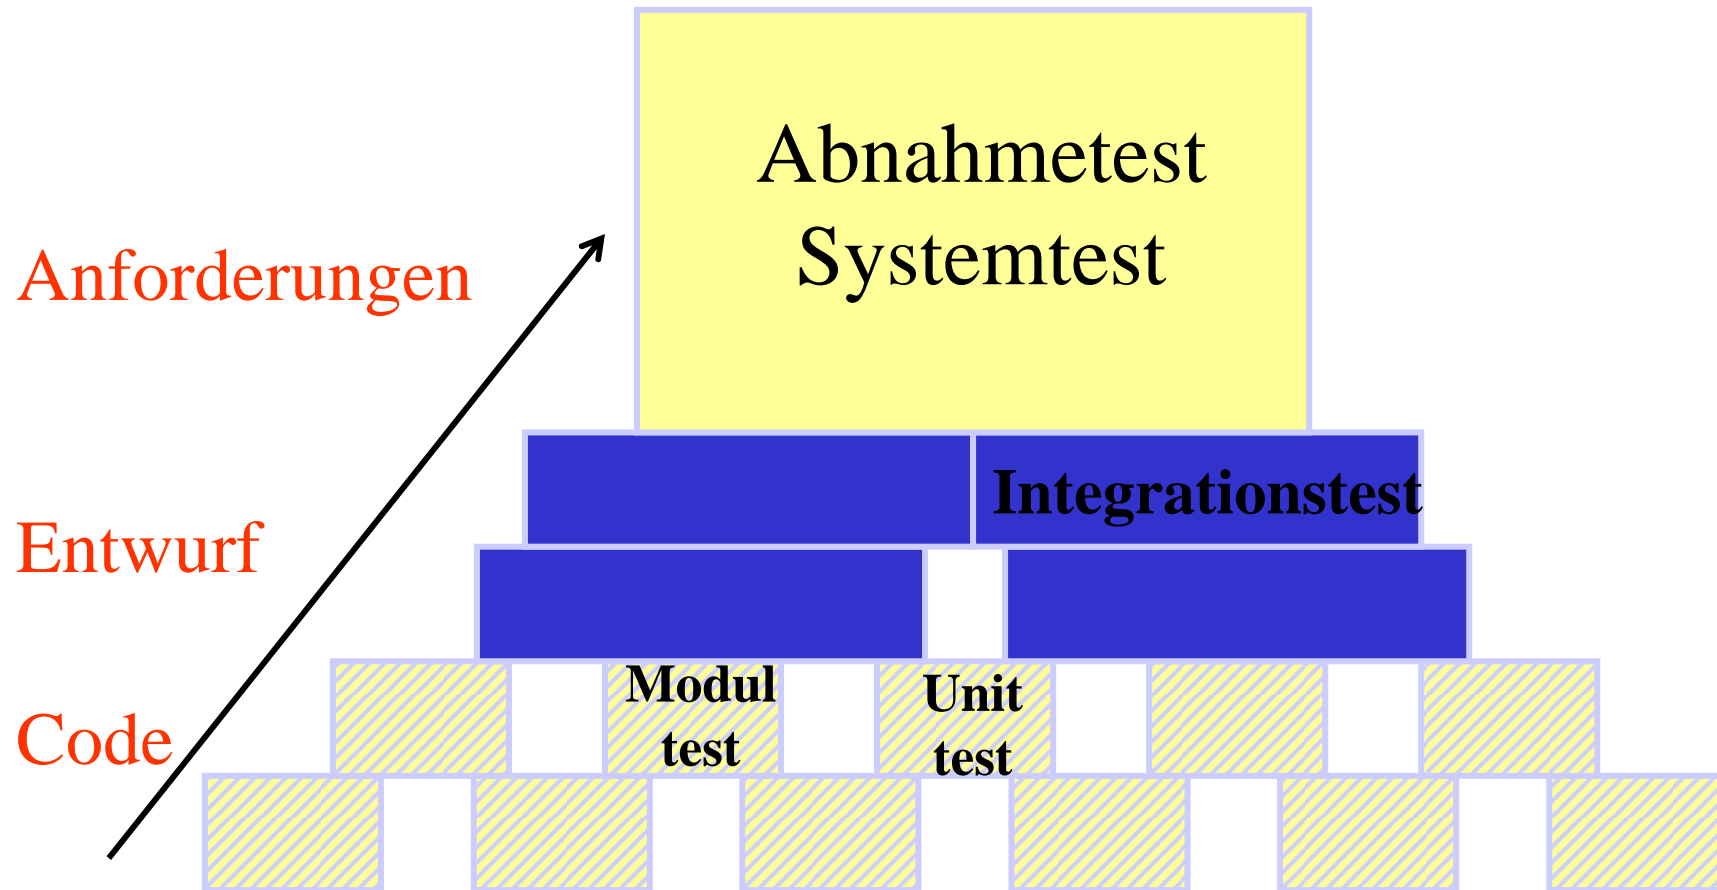 Abnahmetest
Systemtest
Anforderungen
Integrationstest
Entwurf
Modul
test
Unit
test
Code